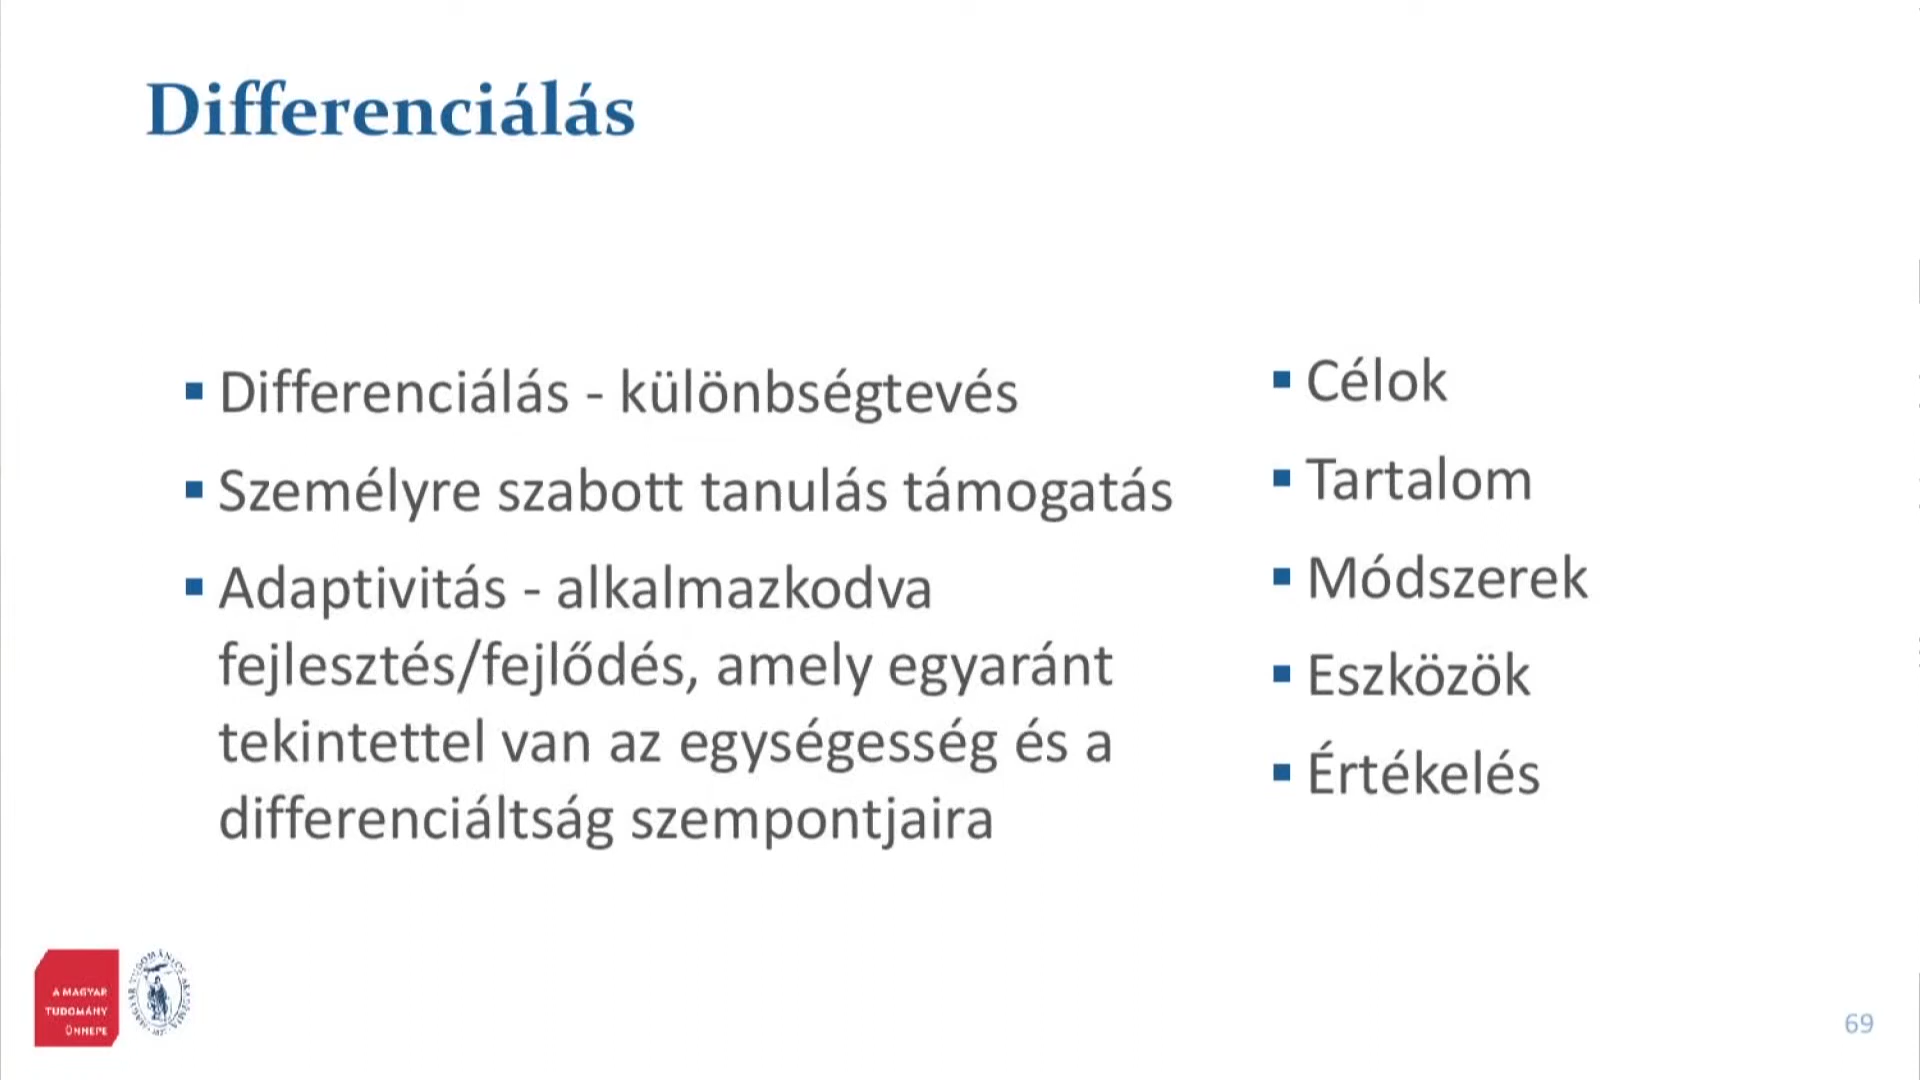 Differenciálás
▪ Differenciálás - különbségtevés
▪ Személyre szabott tanulás támogatás
▪ Adaptivitás - alkalmazkodva
fejlesztés/fejlődés, amely egyaránt
tekintettel van az egységesség és a
differenciáltság szempontjaira
▪ Célok
▪ Tartalom
▪ Módszerek
▪ Eszközök
▪ Értékelés
A MAGYAR
TUDOMÁNY
ÜNNEPE
69